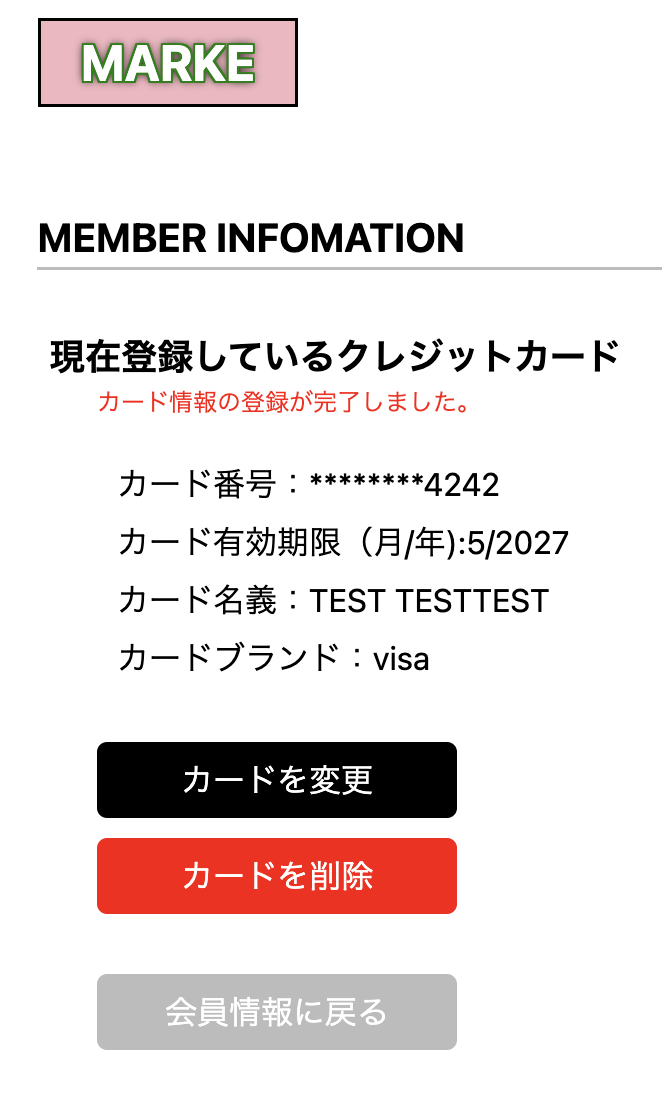 MARKE
MEMBER INFOMATION
現在登録しているクレジットカード
カード情報の登録が完了しました。
カード番号：********4242
カード有効期限（月/年):5/2027
カード名義：TEST TESTTEST
カードブランド：visa
カードを変更
カードを削除
会員情報に戻る